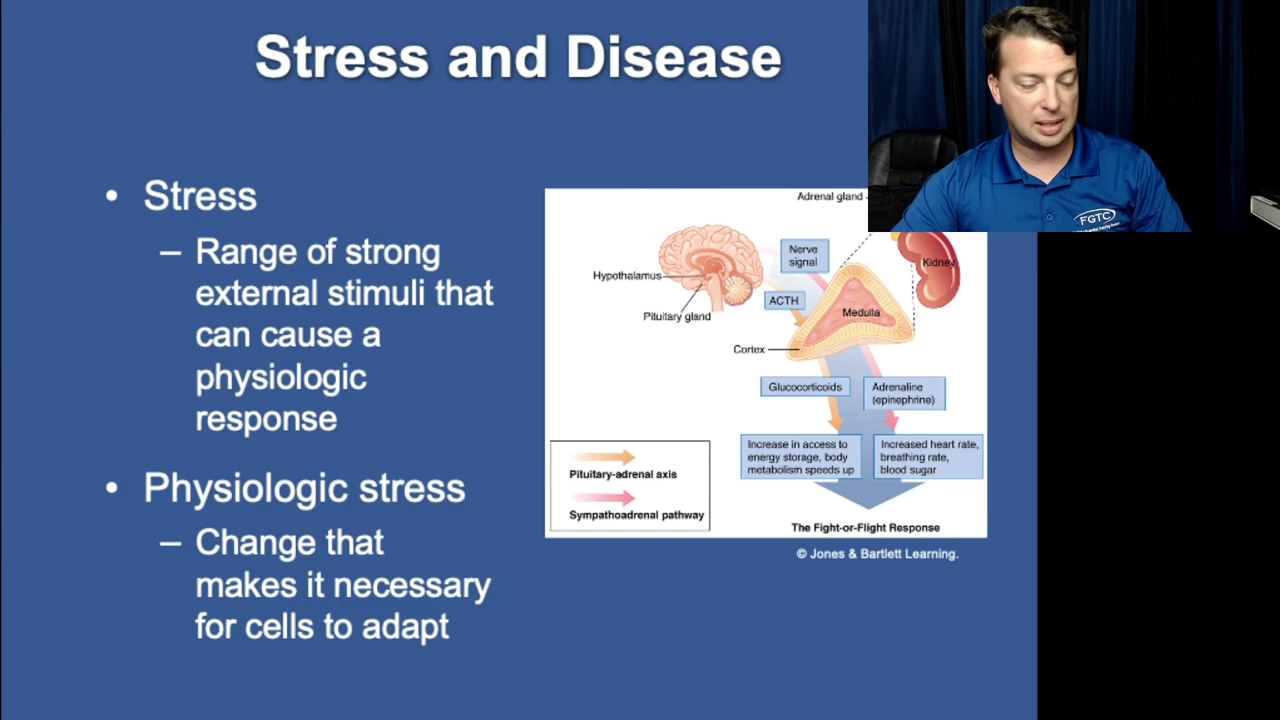 Stress and Disease
• Stress
– Range of strong
external stimuli that
can cause a
physiologic
response
• Physiologic stress
– Change that
makes it necessary
for cells to adapt
Adrenal gland
Nerve
signal
Kidney
Hypothalamus
ACTH
Pituitary gland
Medulla
Cortex
Glucocorticoids
Adrenaline
(epinephrine)
Increase in access to
energy storage, body
metabolism speeds up
Increased heart rate,
breathing rate,
blood sugar
Pituitary-adrenal axis
Sympathoadrenal pathway
The Fight-or-Flight Response
© Jones & Bartlett Learning.
FGTC